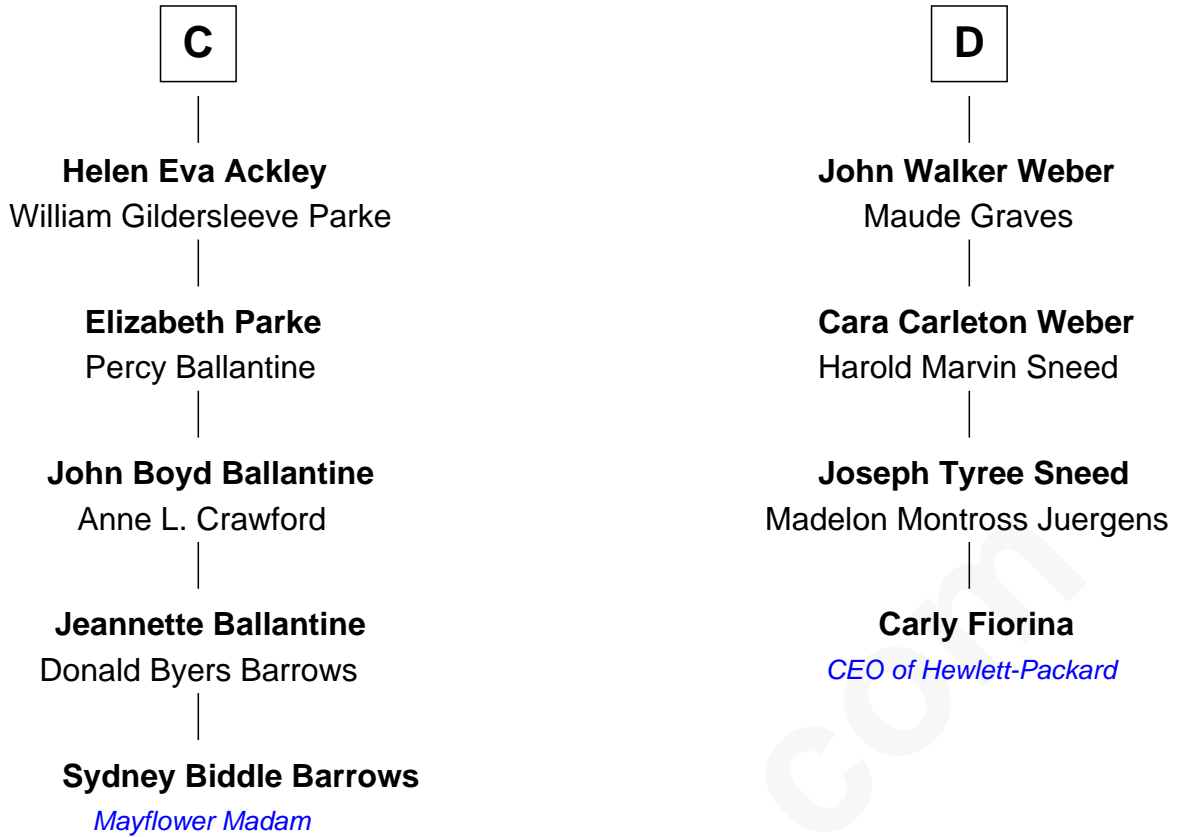 C
Helen Eva Ackley
William Gildersleeve Parke
Elizabeth Parke
Percy Ballantine
John Boyd Ballantine
Anne L. Crawford
Jeannette Ballantine
Donald Byers Barrows
Sydney Biddle Barrows
Mayflower Madam
D
John Walker Weber
Maude Graves
Cara Carleton Weber
Harold Marvin Sneed
Joseph Tyree Sneed
Madelon Montross Juergens
Carly Fiorina
CEO of Hewlett-Packard
com